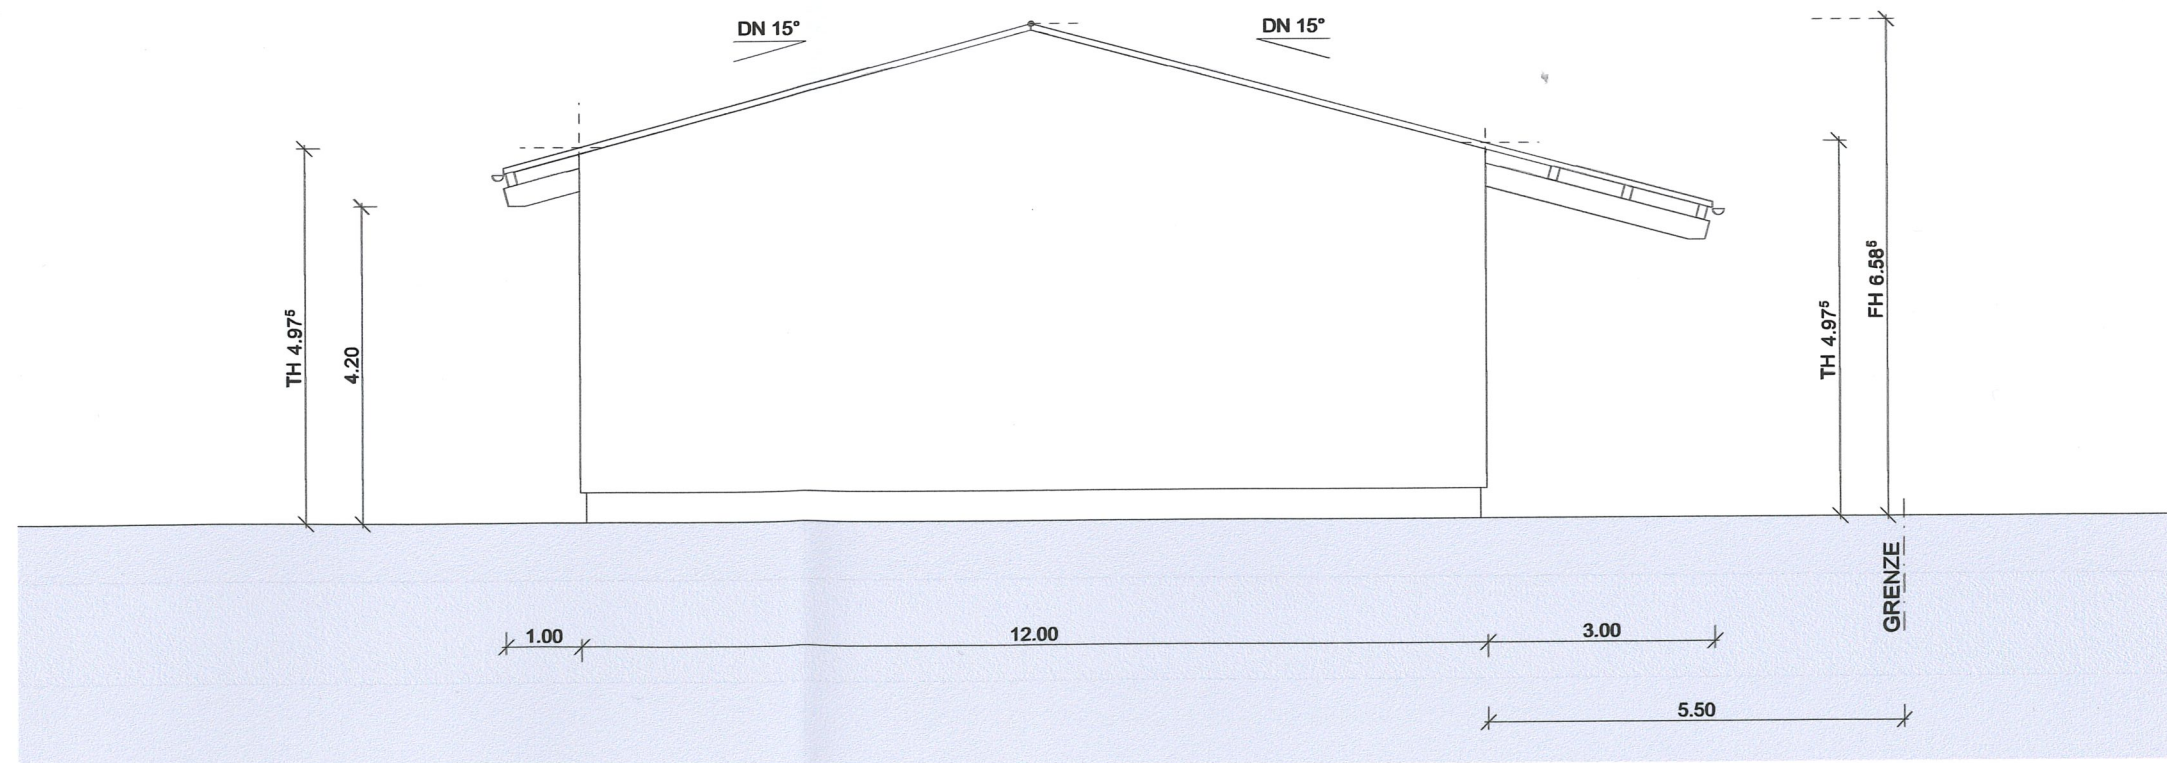 DN 15°
DN 15°
TH 4.97⁵
4.20
TH 4.97⁵
FH 6.58⁵
GRENZE
1.00
12.00
3.00
5.50